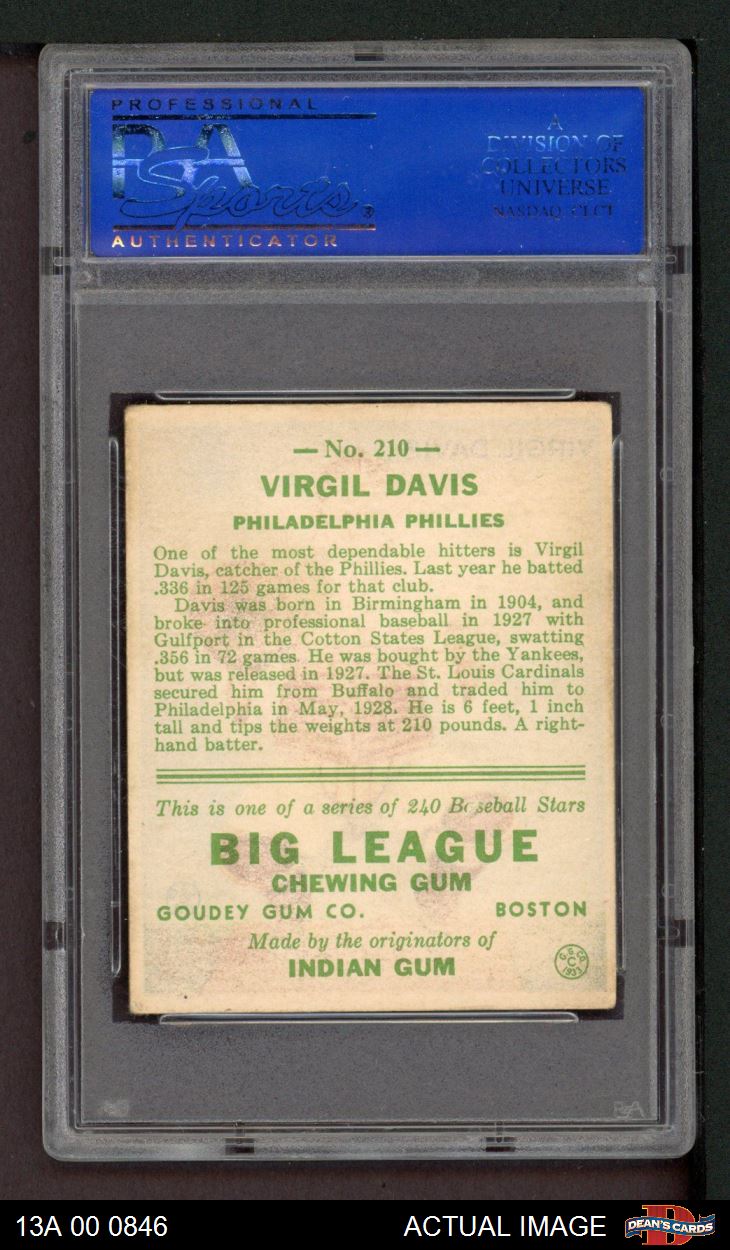 PROFESSIONAL
PSA
Sports ®
AUTHENTICATOR
A
DIVISION OF
COLLECTORS
UNIVERSE
NASDAQ. CLCT
— No. 210 —
VIRGIL DAVIS
PHILADELPHIA PHILLIES
One of the most dependable hitters is Virgil
Davis, catcher of the Phillies. Last year he batted
.336 in 125 games for that club.
Davis was born in Birmingham in 1904, and
broke into professional baseball in 1927 with
Gulfport in the Cotton States League, swatting
.356 in 72 games. He was bought by the Yankees,
but was released in 1927. The St. Louis Cardinals
secured him from Buffalo and traded him to
Philadelphia in May, 1928. He is 6 feet, 1 inch
tall and tips the weights at 210 pounds. A right-
hand batter.
This is one of a series of 240 Baseball Stars
BIG LEAGUE
CHEWING GUM
GOUDEY GUM CO. BOSTON
Made by the originators of
INDIAN GUM
G. G. CO.
C
1933
PSA
13A 00 0846 ACTUAL IMAGE DEAN'S CARDS